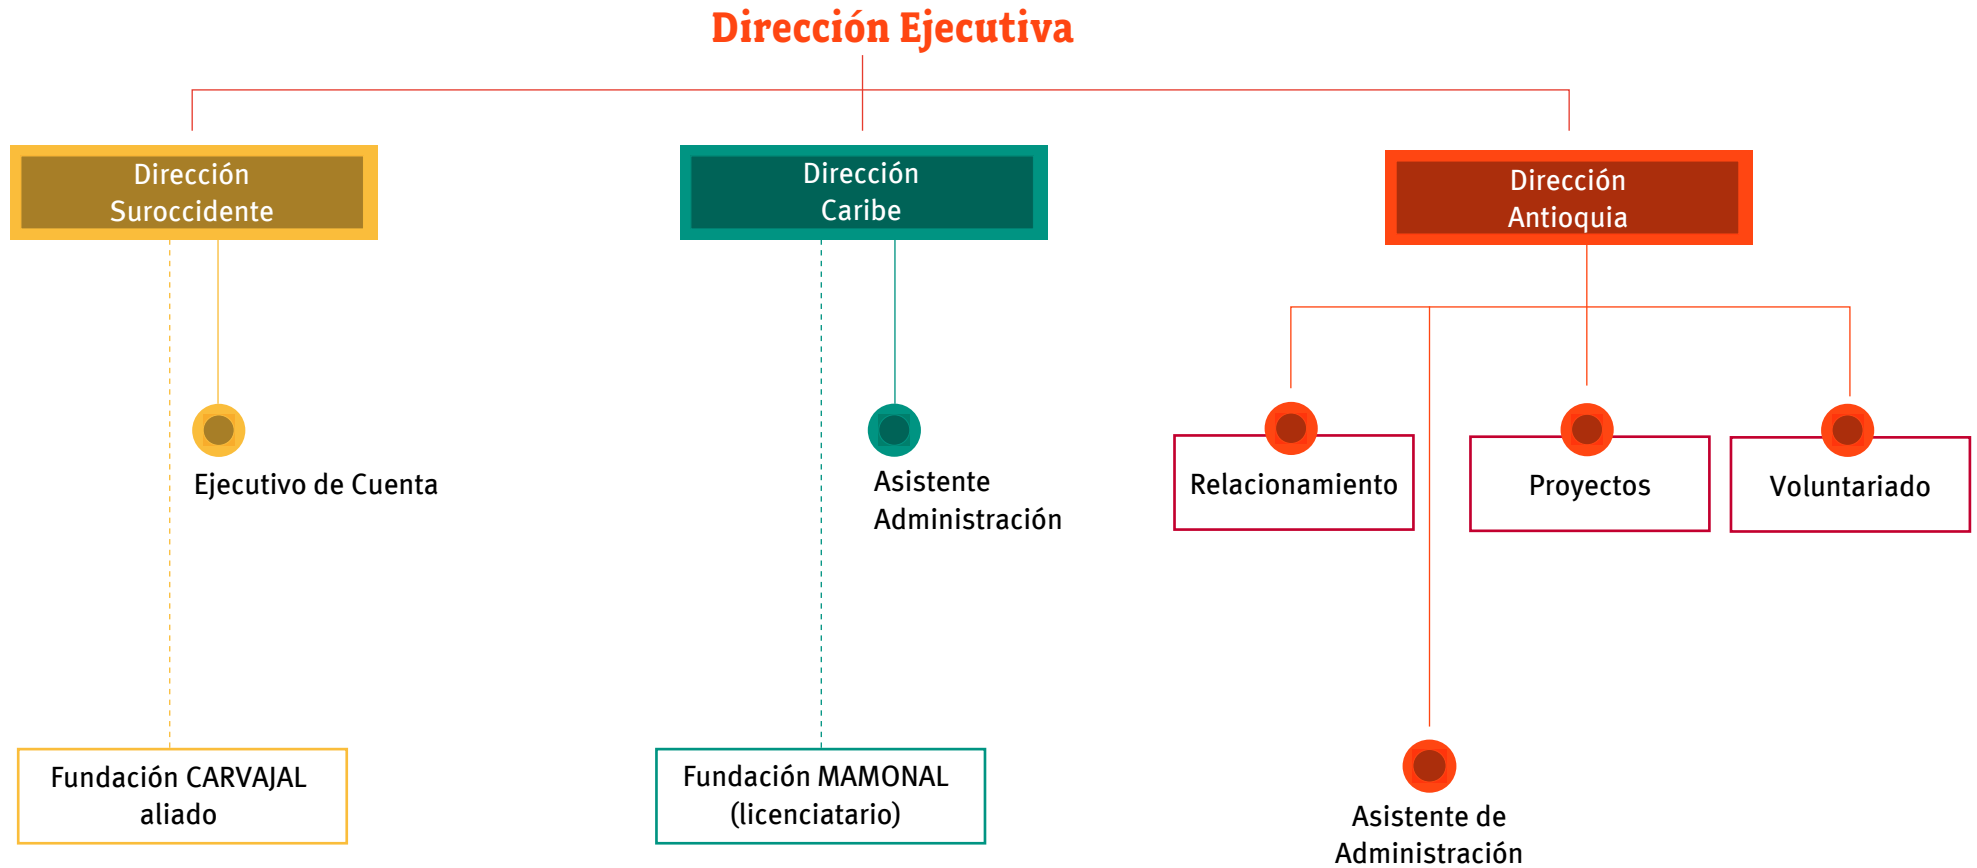 Dirección Ejecutiva
Dirección
Suroccidente
Dirección
Caribe
Dirección
Antioquia
Ejecutivo de Cuenta
Asistente
Administración
Relacionamiento
Proyectos
Voluntariado
Fundación CARVAJAL
aliado
Fundación MAMONAL
(licenciatario)
Asistente de
Administración